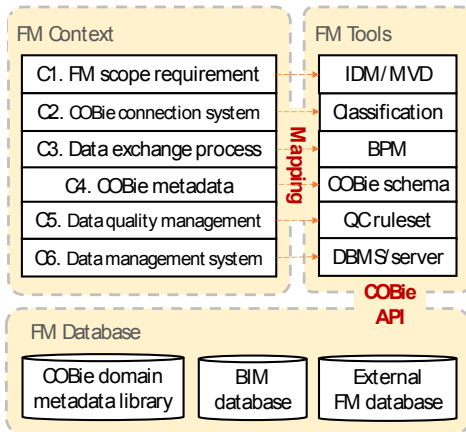 FM Context
FM Tools
C1. FM scope requirement
IDM/MVD
C2. COBie connection system
Classification
C3. Data exchange process
BPM
C4. COBie metadata
COBie schema
C5. Data quality management
QC ruleset
C6. Data management system
DBMS/server
Mapping
COBie
API
FM Database
COBie domain
metadata library
BIM
database
External
FM database